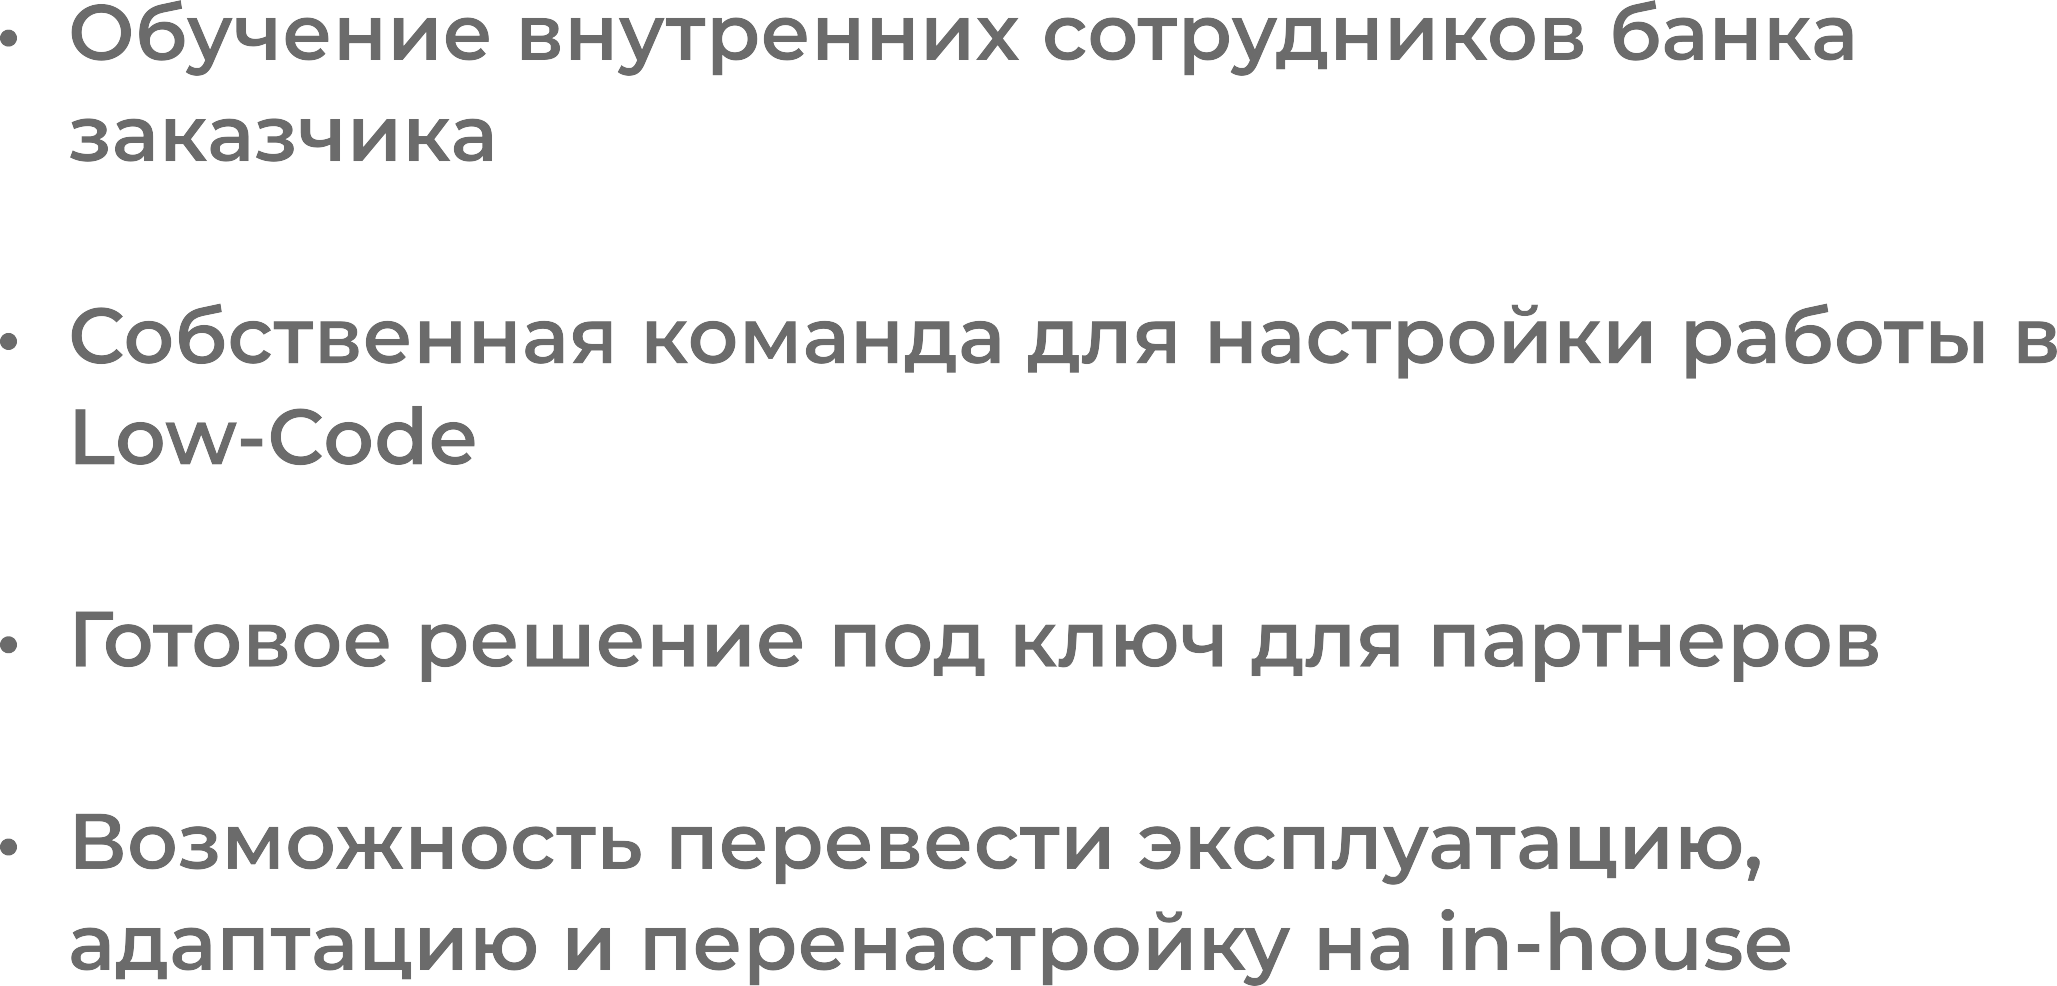 • Обучение внутренних сотрудников банка
заказчика
• Собственная команда для настройки работы в
Low-Code
• Готовое решение под ключ для партнеров
• Возможность перевести эксплуатацию,
адаптацию и перенастройку на in-house